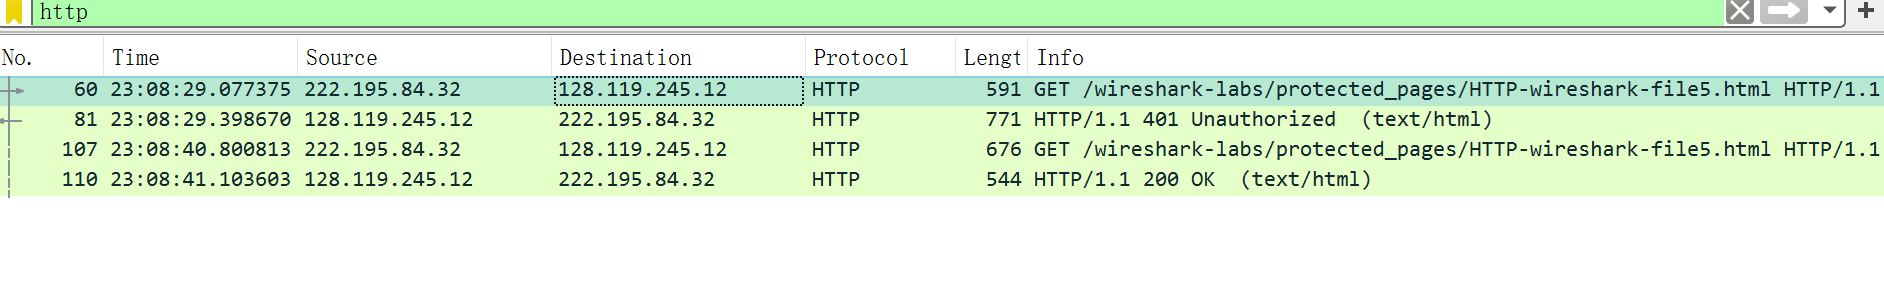 http
No. Time Source Destination Protocol Lengt Info
60 23:08:29.077375 222.195.84.32 128.119.245.12 HTTP 591 GET /wireshark-labs/protected_pages/HTTP-wireshark-file5.html HTTP/1.1
81 23:08:29.398670 128.119.245.12 222.195.84.32 HTTP 771 HTTP/1.1 401 Unauthorized (text/html)
107 23:08:40.800813 222.195.84.32 128.119.245.12 HTTP 676 GET /wireshark-labs/protected_pages/HTTP-wireshark-file5.html HTTP/1.1
110 23:08:41.103603 128.119.245.12 222.195.84.32 HTTP 544 HTTP/1.1 200 OK (text/html)